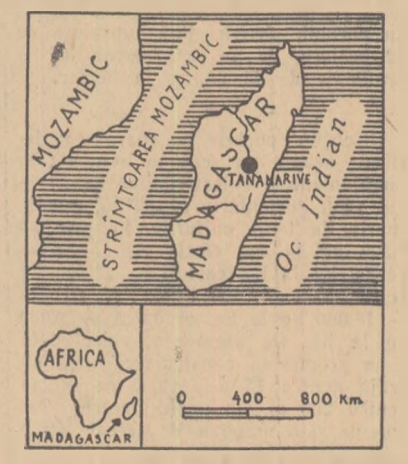 MOZAMBIC
STRÎMTOAREA MOZAMBIC
MADAGASCAR
TANANARIVE
Oc. Indian
AFRICA
MADAGASCAR
0 400 800 Km